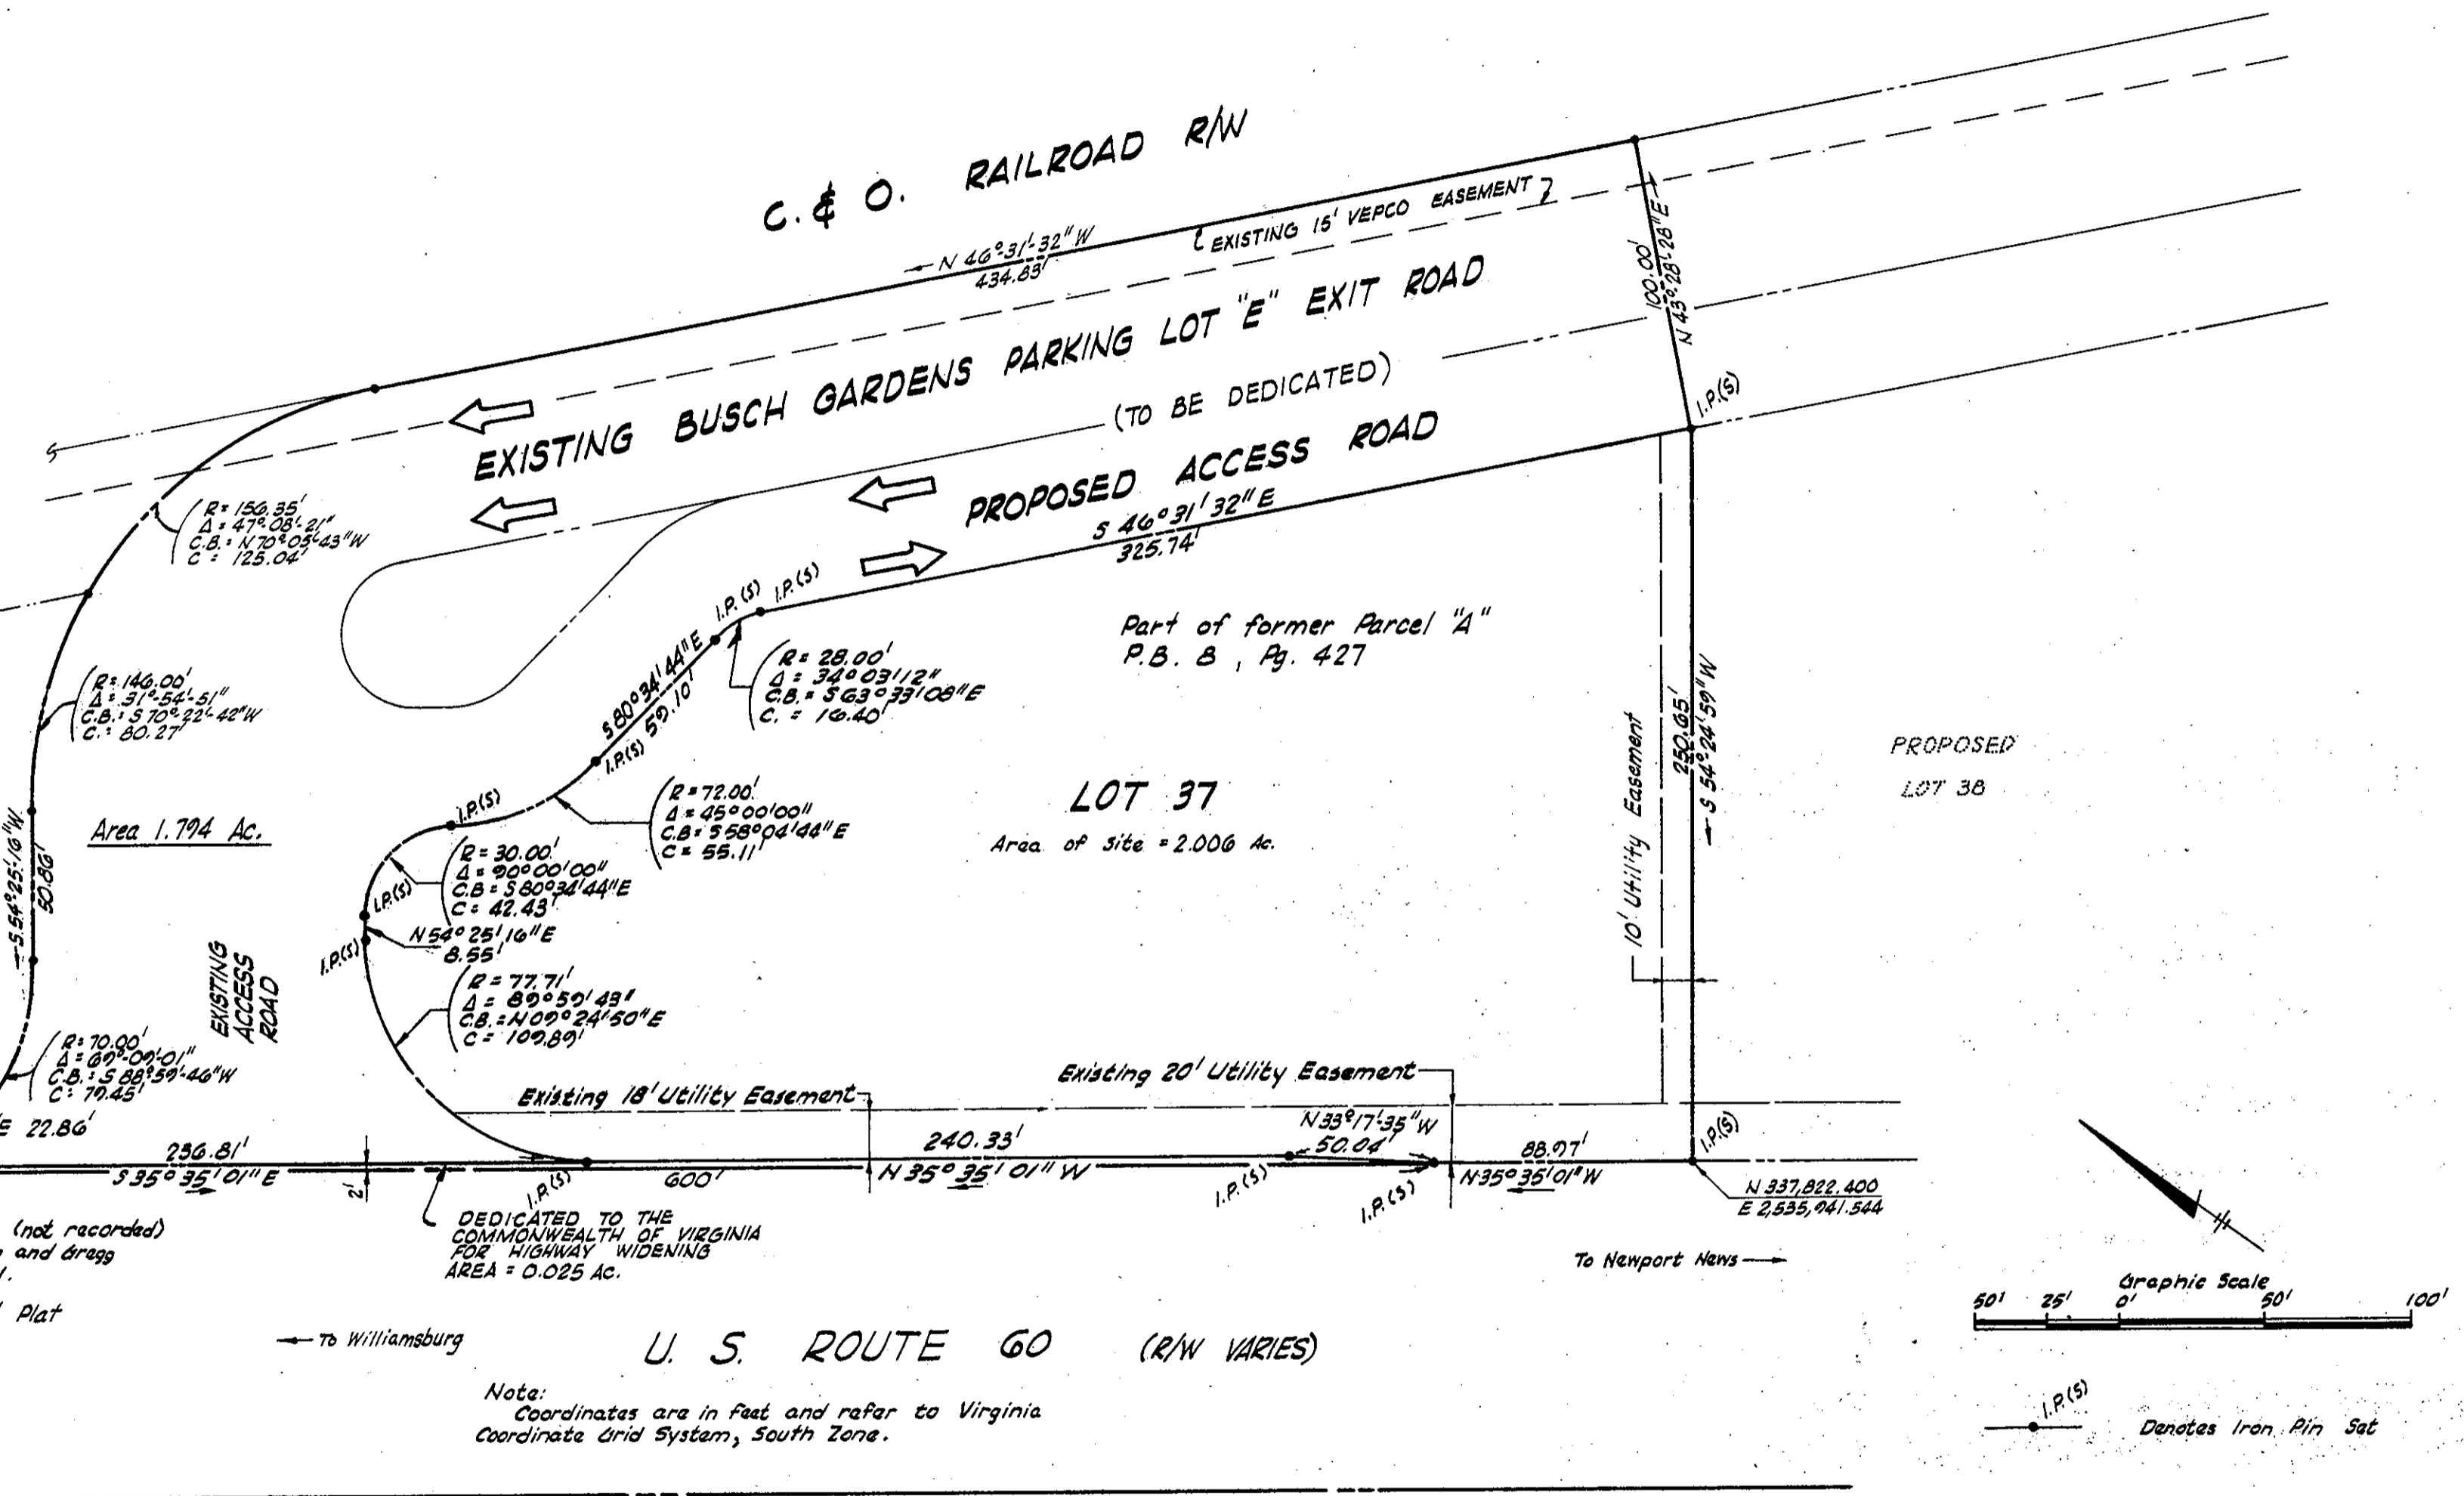 C. & O. RAILROAD R/W
N 46°-31'-32" W
434.83'
EXISTING 15' VEPCO EASEMENT
100.00'
N 43°-28'-28" E
EXISTING BUSCH GARDENS PARKING LOT "E" EXIT ROAD
(TO BE DEDICATED)
PROPOSED ACCESS ROAD
S 46°31'32" E
325.74'
I.P.(S)
R= 156.35'
Δ= 47°-08'-21"
C.B.= N 70°-05'-43" W
C = 125.04'
I.P.(S)
I.P.(S)
S 80°34'44" E
59.10'
I.P.(S)
R= 28.00'
Δ= 34°03'12"
C.B.= S 63°33'08" E
C. = 16.40'
Part of former Parcel "A"
P.B. 8, Pg. 427
R= 146.00'
Δ= 31°-54'-51"
C.B.: S 70°-22'-42" W
C.= 80.27'
250.65'
S 54°24'59" W
10' Utility Easement
PROPOSED
LOT 38
R= 72.00'
Δ= 45°00'00"
C.B= S 58°04'44" E
C= 55.11'
LOT 37
Area of Site = 2.006 Ac.
I.P.(S)
Area 1.794 Ac.
S.54°-25'-16" W
50.86'
R= 30.00'
Δ= 90°00'00"
C.B= S 80°34'44" E
C= 42.43'
I.P.(S)
N 54°25'16" E
8.55'
I.P.(S)
EXISTING
ACCESS
ROAD
R= 77.71'
Δ= 89°59'43"
C.B.= N 09°24'50" E
C= 109.89'
R= 70.00'
Δ= 69°-09'-01"
C.B.: S 88°-59'-46" W
C: 79.45'
E 22.86'
Existing 18' Utility Easement
Existing 20' Utility Easement
236.81'
S 35°35'01" E
2'
I.P.(S)
600'
240.33'
N 35°35'01" W
N 33°-17'-35" W
50.04'
I.P.(S)
I.P.(S)
88.97'
N 35°35'01" W
I.P.(S)
N 337,822.400
E 2,535,941.544
(not recorded)
and Gregg
Plat
DEDICATED TO THE
COMMONWEALTH OF VIRGINIA
FOR HIGHWAY WIDENING
AREA = 0.025 AC.
To Newport News
To Williamsburg
U. S. ROUTE 60 (R/W VARIES)
Note:
Coordinates are in feet and refer to Virginia
Coordinate Grid System, South Zone.
Graphic Scale
50' 25' 0' 50' 100'
I.P.(S)
Denotes Iron Pin Set